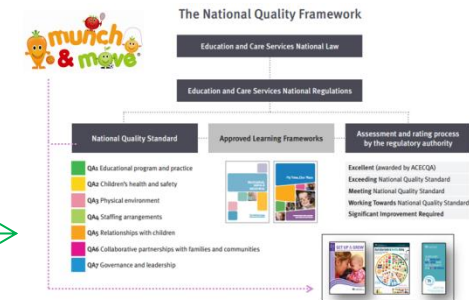 The National Quality Framework
munch
& move
Education and Care Services National Law
Education and Care Services National Regulations
National Quality Standard
Approved Learning Frameworks
Assessment and rating process
by the regulatory authority
QA1 Educational program and practice
QA2 Children's health and safety
QA3 Physical environment
QA4 Staffing arrangements
QA5 Relations with children
QA6 Collaborative partnerships with families and communities
QA7 Governance and leadership
Excellent (awarded by ACECQA)
Exceeding National Quality Standard
Meeting National Quality Standard
Working Towards National Quality Standard
Significant Improvement Required
GET UP & GROW